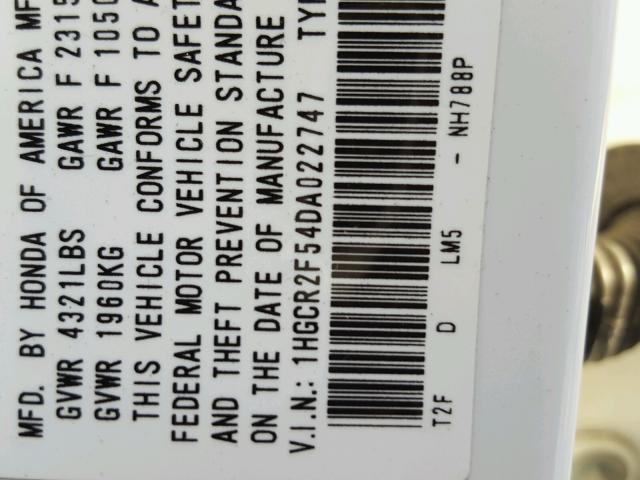 MFD. BY HONDA OF AMERICA MF
GVWR 4321LBS GAWR F 2315
GVWR 1960KG GAWR F 1050
THIS VEHICLE CONFORMS TO A
FEDERAL MOTOR VEHICLE SAFET
AND THEFT PREVENTION STANDA
ON THE DATE OF MANUFACTURE
V.I.N.: 1HGCR2F54DA022747 TYP
T2F D LM5 - NH788P